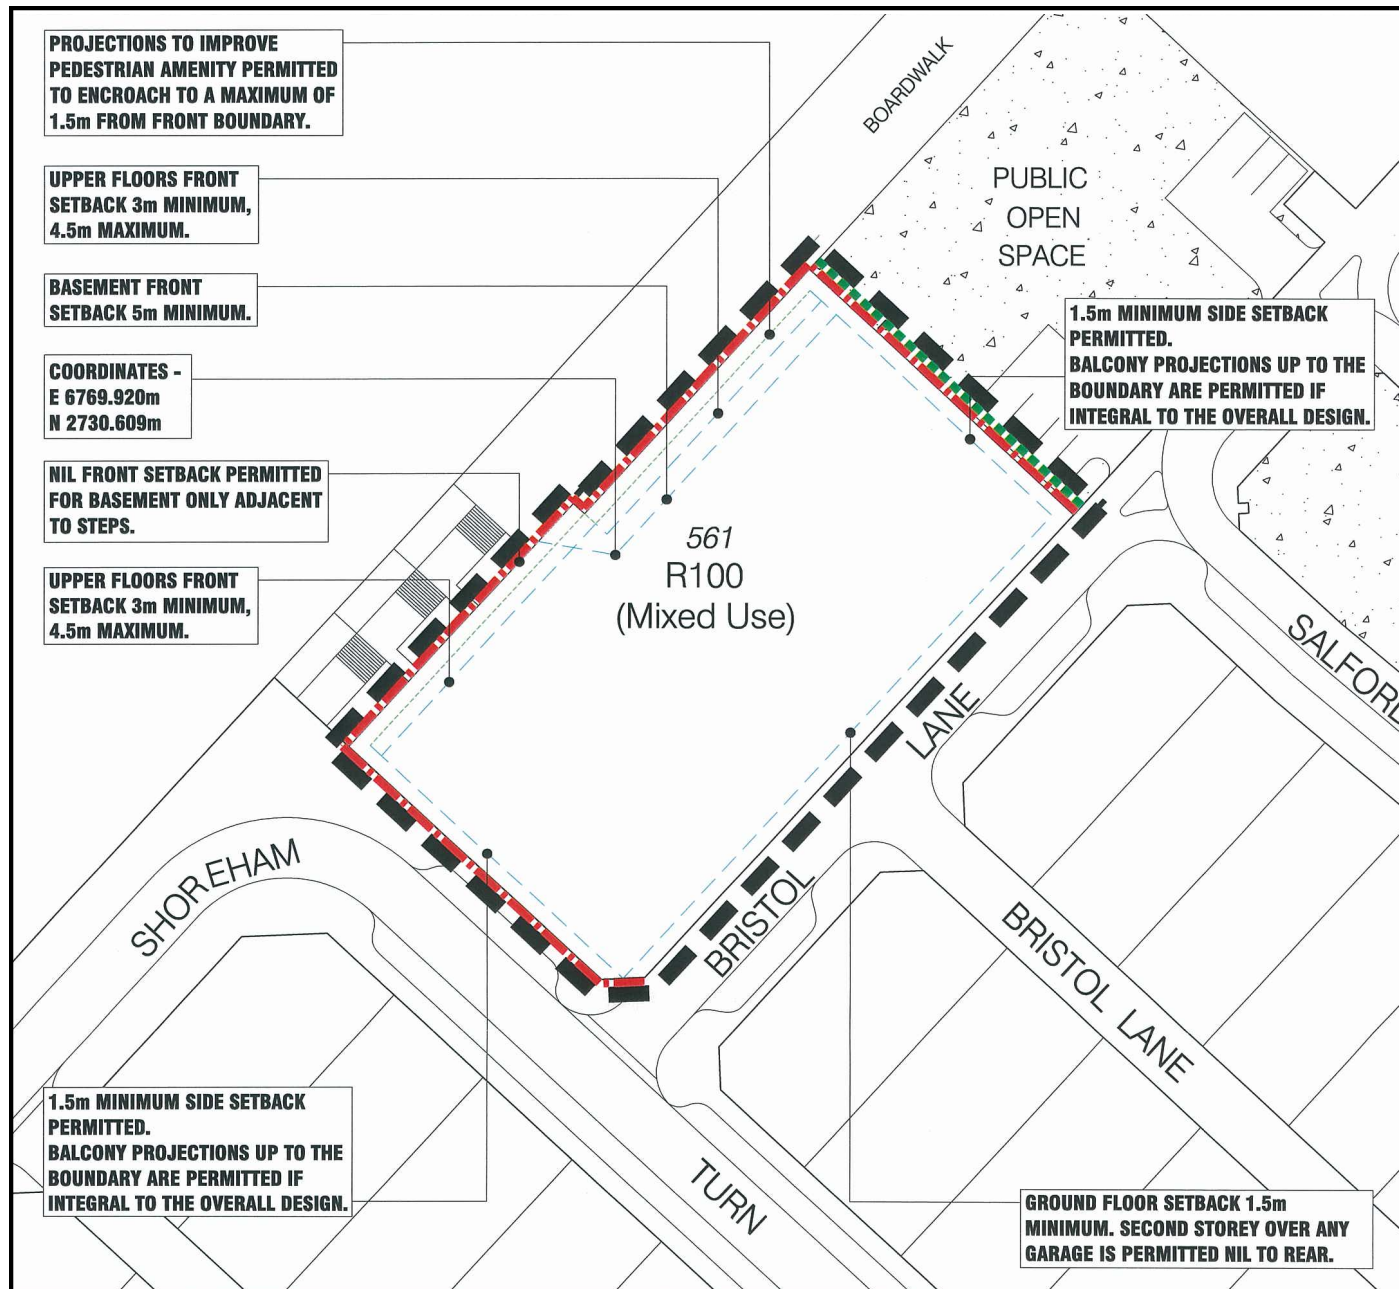 PROJECTIONS TO IMPROVE
PEDESTRIAN AMENITY PERMITTED
TO ENCROACH TO A MAXIMUM OF
1.5m FROM FRONT BOUNDARY.
UPPER FLOORS FRONT
SETBACK 3m MINIMUM,
4.5m MAXIMUM.
BASEMENT FRONT
SETBACK 5m MINIMUM.
COORDINATES -
E 6769.920m
N 2730.609m
NIL FRONT SETBACK PERMITTED
FOR BASEMENT ONLY ADJACENT
TO STEPS.
UPPER FLOORS FRONT
SETBACK 3m MINIMUM,
4.5m MAXIMUM.
BOARDWALK
PUBLIC
OPEN
SPACE
1.5m MINIMUM SIDE SETBACK
PERMITTED.
BALCONY PROJECTIONS UP TO THE
BOUNDARY ARE PERMITTED IF
INTEGRAL TO THE OVERALL DESIGN.
561
R100
(Mixed Use)
SALFORD
BRISTOL LANE
SHOREHAM
TURN
BRISTOL LANE
1.5m MINIMUM SIDE SETBACK
PERMITTED.
BALCONY PROJECTIONS UP TO THE
BOUNDARY ARE PERMITTED IF
INTEGRAL TO THE OVERALL DESIGN.
GROUND FLOOR SETBACK 1.5m
MINIMUM. SECOND STOREY OVER ANY
GARAGE IS PERMITTED NIL TO REAR.